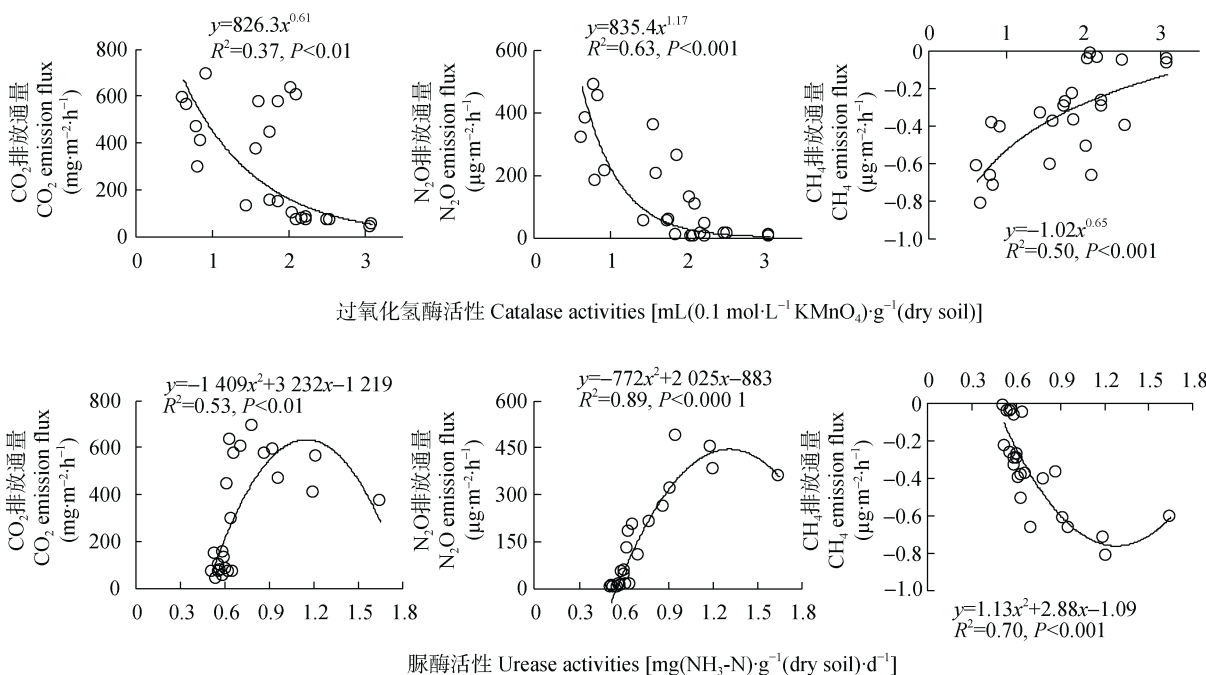 y=826.3x^0.61
R²=0.37, P<0.01
CO₂排放通量
CO₂ emission flux
(mg·m⁻²·h⁻¹)
800
600
400
200
0
0 1 2 3
y=835.4x^1.17
R²=0.63, P<0.001
N₂O排放通量
N₂O emission flux
(μg·m⁻²·h⁻¹)
600
400
200
0
0 1 2 3
0 1 2 3
CH₄排放通量
CH₄ emission flux
(μg·m⁻²·h⁻¹)
0
−0.2
−0.4
−0.6
−0.8
−1.0
y=−1.02x^0.65
R²=0.50, P<0.001
过氧化氢酶活性 Catalase activities [mL(0.1 mol·L⁻¹ KMnO₄)·g⁻¹(dry soil)]
y=−1 409x²+3 232x−1 219
R²=0.53, P<0.01
CO₂排放通量
CO₂ emission flux
(mg·m⁻²·h⁻¹)
800
600
400
200
0
0 0.3 0.6 0.9 1.2 1.5 1.8
y=−772x²+2 025x−883
R²=0.89, P<0.000 1
N₂O排放通量
N₂O emission flux
(μg·m⁻²·h⁻¹)
600
450
300
150
0
0 0.3 0.6 0.9 1.2 1.5 1.8
0 0.3 0.6 0.9 1.2 1.5 1.8
CH₄排放通量
CH₄ emission flux
(μg·m⁻²·h⁻¹)
0
−0.2
−0.4
−0.6
−0.8
−1.0
y=1.13x²+2.88x−1.09
R²=0.70, P<0.001
脲酶活性 Urease activities [mg(NH₃-N)·g⁻¹(dry soil)·d⁻¹]